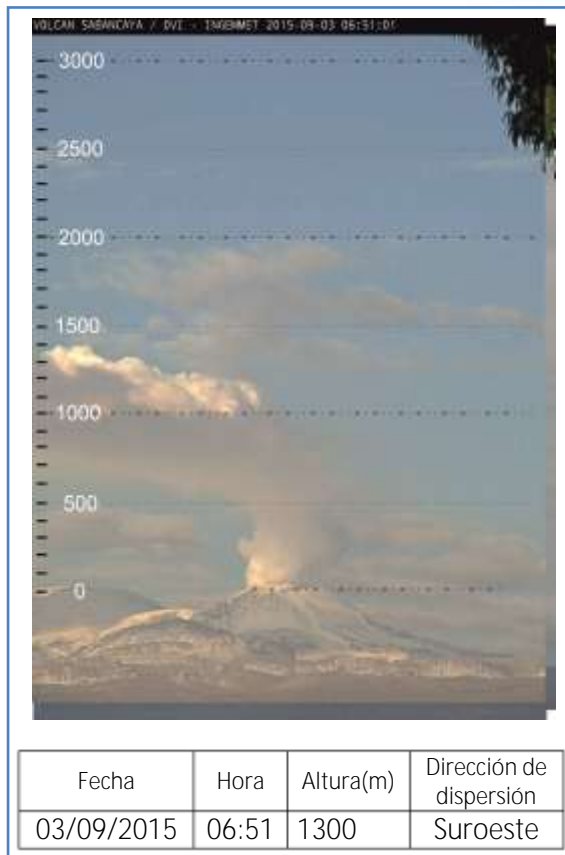 VOLCAN SABANCAYA / OVI - INGEMMET 2015-09-03 06:51:01
3000
2500
2000
1500
1000
500
0
Fecha Hora Altura(m) Dirección de
dispersión
03/09/2015 06:51 1300 Suroeste